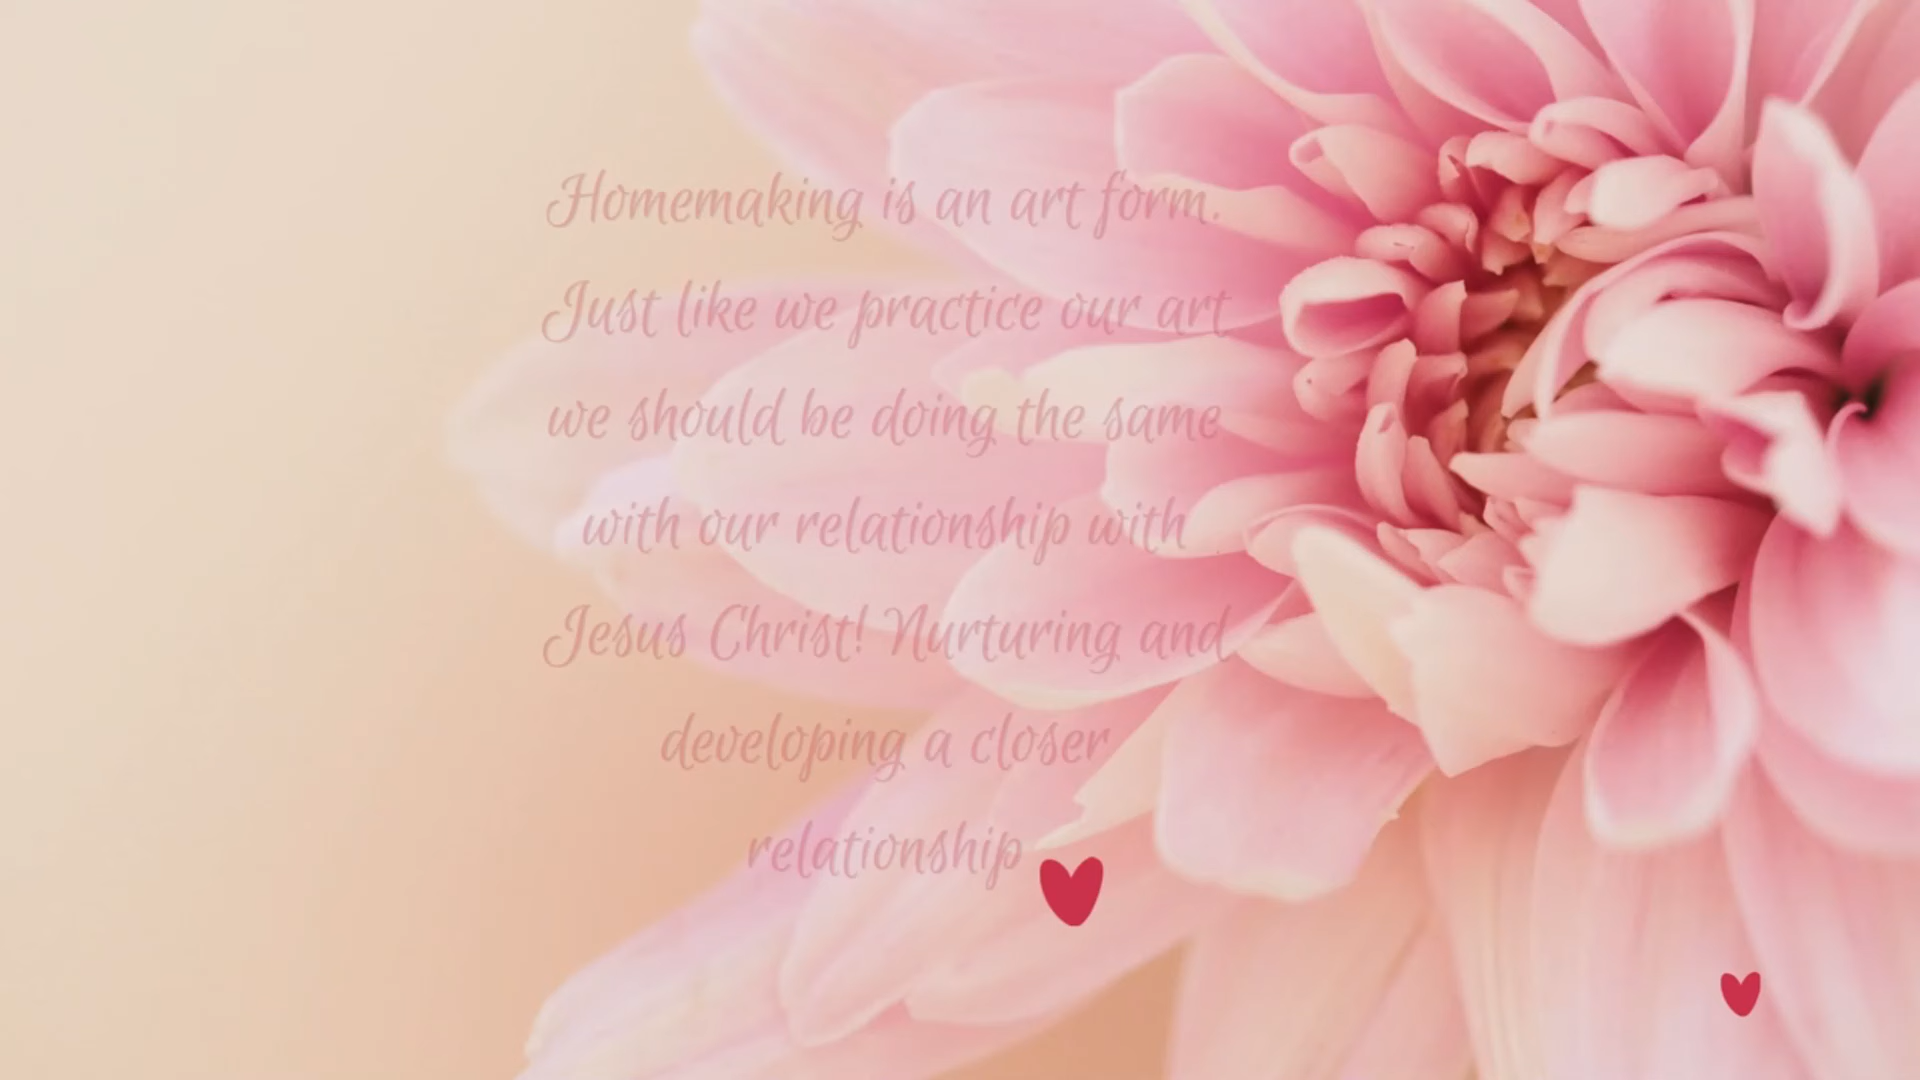 Homemaking is an art form.
Just like we practice our art
we should be doing the same
with our relationship with
Jesus Christ! Nurturing and
developing a closer
relationship